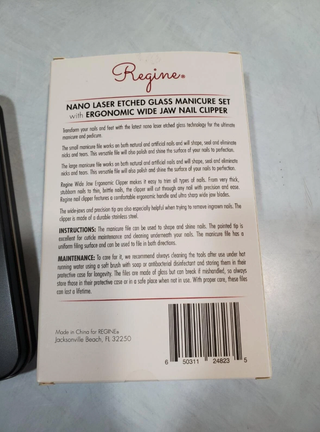 Regine®
NANO LASER ETCHED GLASS MANICURE SET
with ERGONOMIC WIDE JAW NAIL CLIPPER
Transform your nails and feet with the latest nano laser etched glass technology for the ultimate
manicure and pedicure.
The small manicure file works on both natural and artificial nails and will shape, seal and eliminate
nicks and tears. This versatile file will also polish and shine the surface of your nails to perfection.
The large manicure file works on both natural and artificial nails and will shape, seal and eliminate
nicks and tears. This versatile file will also polish and shine the surface of your nails to perfection.
Regine Wide Jaw Ergonomic Clipper makes it easy to trim all types of nails. From very thick,
stubborn nails to thin, brittle nails, the clipper will cut through any nail with precision and ease.
Regine nail clipper features a comfortable ergonomic handle and ultra sharp wide jaw blades.
The wide-jaws and precision tip are also especially helpful when trying to remove ingrown nails. The
clipper is made of a durable stainless steel.
INSTRUCTIONS: The manicure file can be used to shape and shine nails. The pointed tip is
excellent for cuticle maintenance and cleaning underneath your nails. The manicure file has a
uniform filing surface and can be used to file in both directions.
MAINTENANCE: To care for it, we recommend always cleaning the tools after use under hot
running water using a soft brush with soap or antibacterial disinfectant and storing them in their
protective case for longevity. The files are made of glass but can break if mishandled, so always
store those in their protective case or in a safe place when not in use. With proper care, these files
can last a lifetime.
Made in China for REGINE®
Jacksonville Beach, FL 32250
6 50311 24823 5